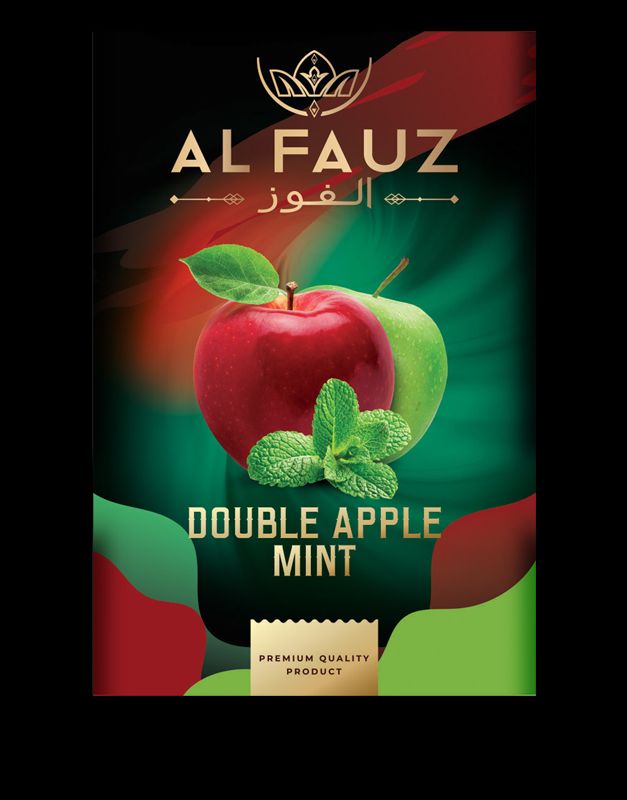 AL FAUZ
الفوز
DOUBLE APPLE
MINT
PREMIUM QUALITY
PRODUCT